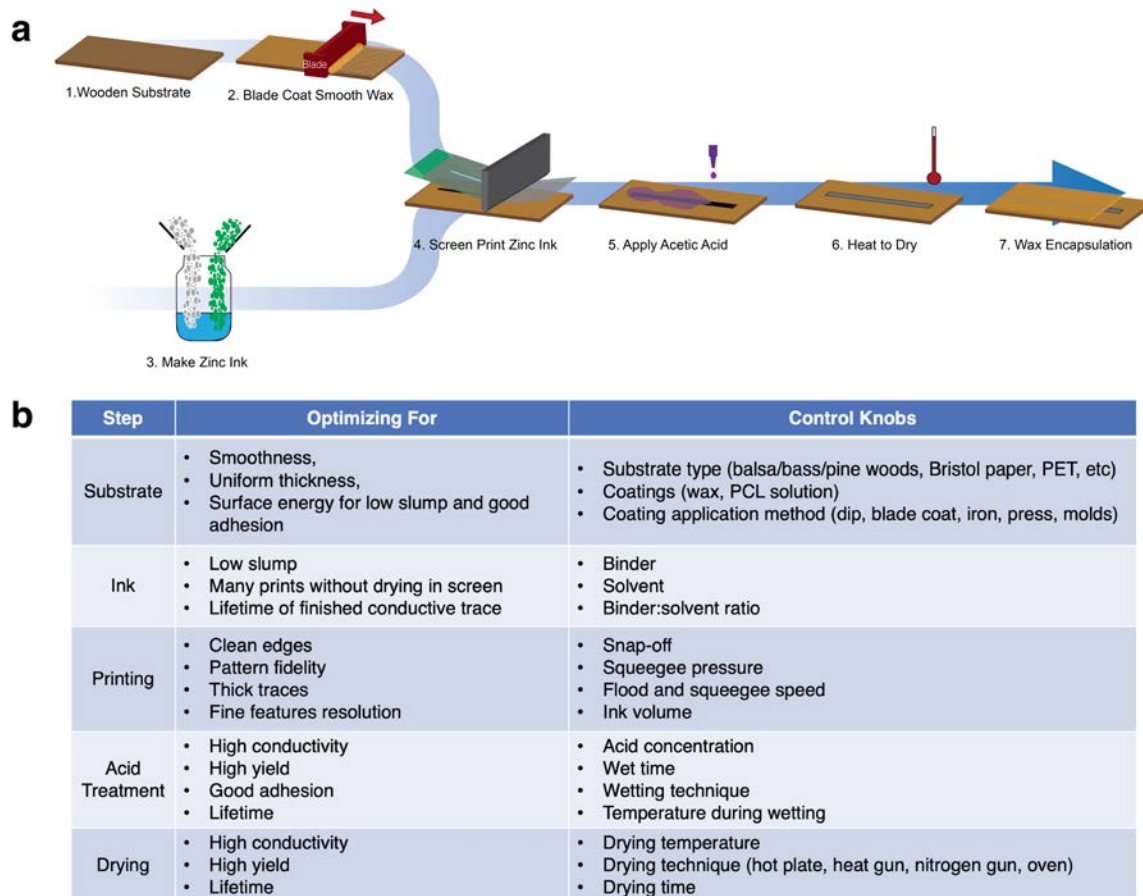 a
Blade
1.Wooden Substrate
2. Blade Coat Smooth Wax
4. Screen Print Zinc Ink
5. Apply Acetic Acid
6. Heat to Dry
7. Wax Encapsulation
3. Make Zinc Ink
b
Step
Optimizing For
Control Knobs
Substrate
• Smoothness,
• Uniform thickness,
• Surface energy for low slump and good
adhesion
• Substrate type (balsa/bass/pine woods, Bristol paper, PET, etc)
• Coatings (wax, PCL solution)
• Coating application method (dip, blade coat, iron, press, molds)
Ink
• Low slump
• Many prints without drying in screen
• Lifetime of finished conductive trace
• Binder
• Solvent
• Binder:solvent ratio
Printing
• Clean edges
• Pattern fidelity
• Thick traces
• Fine features resolution
• Snap-off
• Squeegee pressure
• Flood and squeegee speed
• Ink volume
Acid
Treatment
• High conductivity
• High yield
• Good adhesion
• Lifetime
• Acid concentration
• Wet time
• Wetting technique
• Temperature during wetting
Drying
• High conductivity
• High yield
• Lifetime
• Drying temperature
• Drying technique (hot plate, heat gun, nitrogen gun, oven)
• Drying time